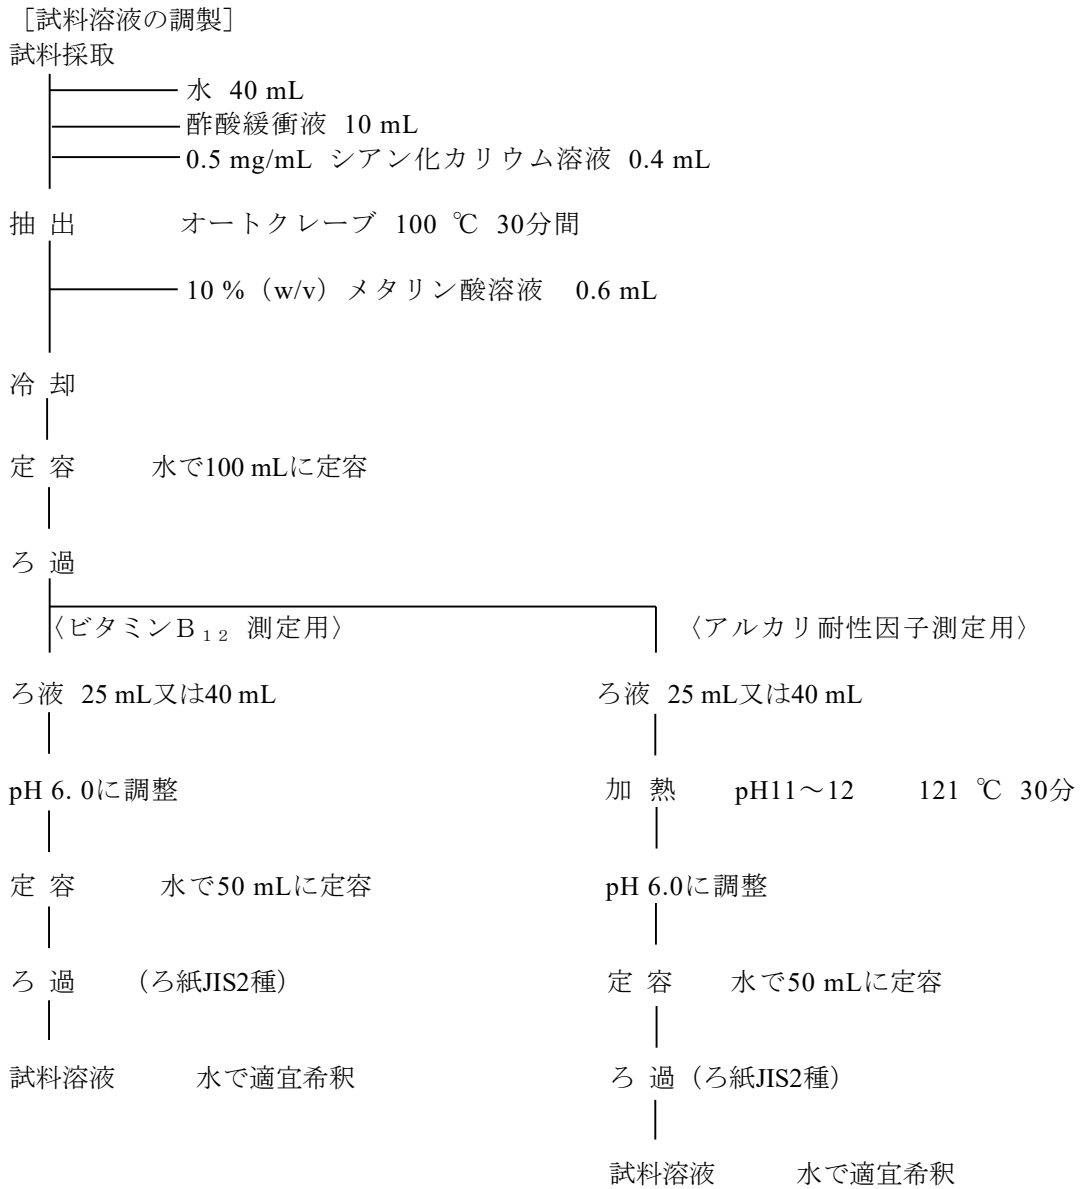 ［試料溶液の調製］
試料採取
水 40 mL
酢酸緩衝液 10 mL
0.5 mg/mL シアン化カリウム溶液 0.4 mL
抽 出 オートクレーブ 100 ℃ 30分間
10 %（w/v）メタリン酸溶液 0.6 mL
冷 却
定 容 水で100 mLに定容
ろ 過
〈ビタミンＢ₁₂ 測定用〉 〈アルカリ耐性因子測定用〉
ろ液 25 mL又は40 mL ろ液 25 mL又は40 mL
pH 6. 0に調整 加 熱 pH11～12 121 ℃ 30分
定 容 水で50 mLに定容 pH 6.0に調整
ろ 過 （ろ紙JIS2種） 定 容 水で50 mLに定容
試料溶液 水で適宜希釈 ろ 過（ろ紙JIS2種）
試料溶液 水で適宜希釈